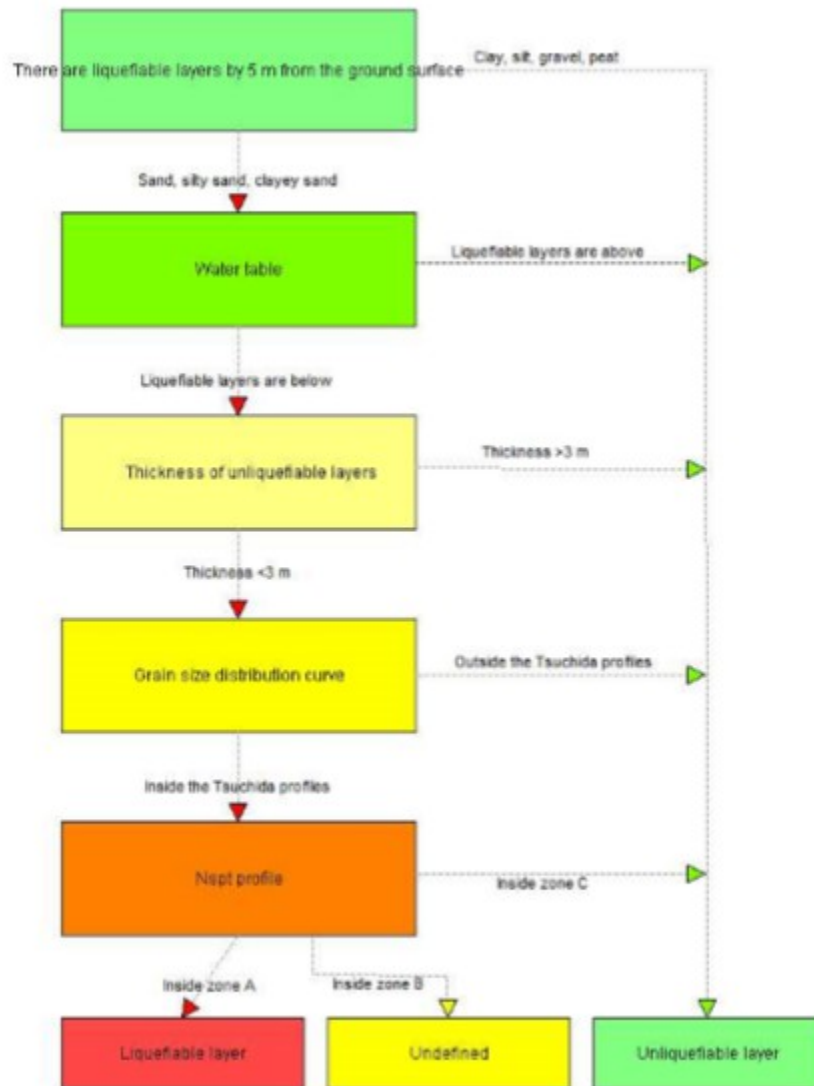 There are liquefiable layers by 5 m from the ground surface
Clay, silt, gravel, peat
Sand, silty sand, clayey sand
Water table
Liquefiable layers are above
Liquefiable layers are below
Thickness of unliquefiable layers
Thickness >3 m
Thickness <3 m
Grain size distribution curve
Outside the Tsuchida profiles
Inside the Tsuchida profiles
Nspt profile
Inside zone C
Inside zone A
Inside zone B
Liquefiable layer
Undefined
Unliquefiable layer